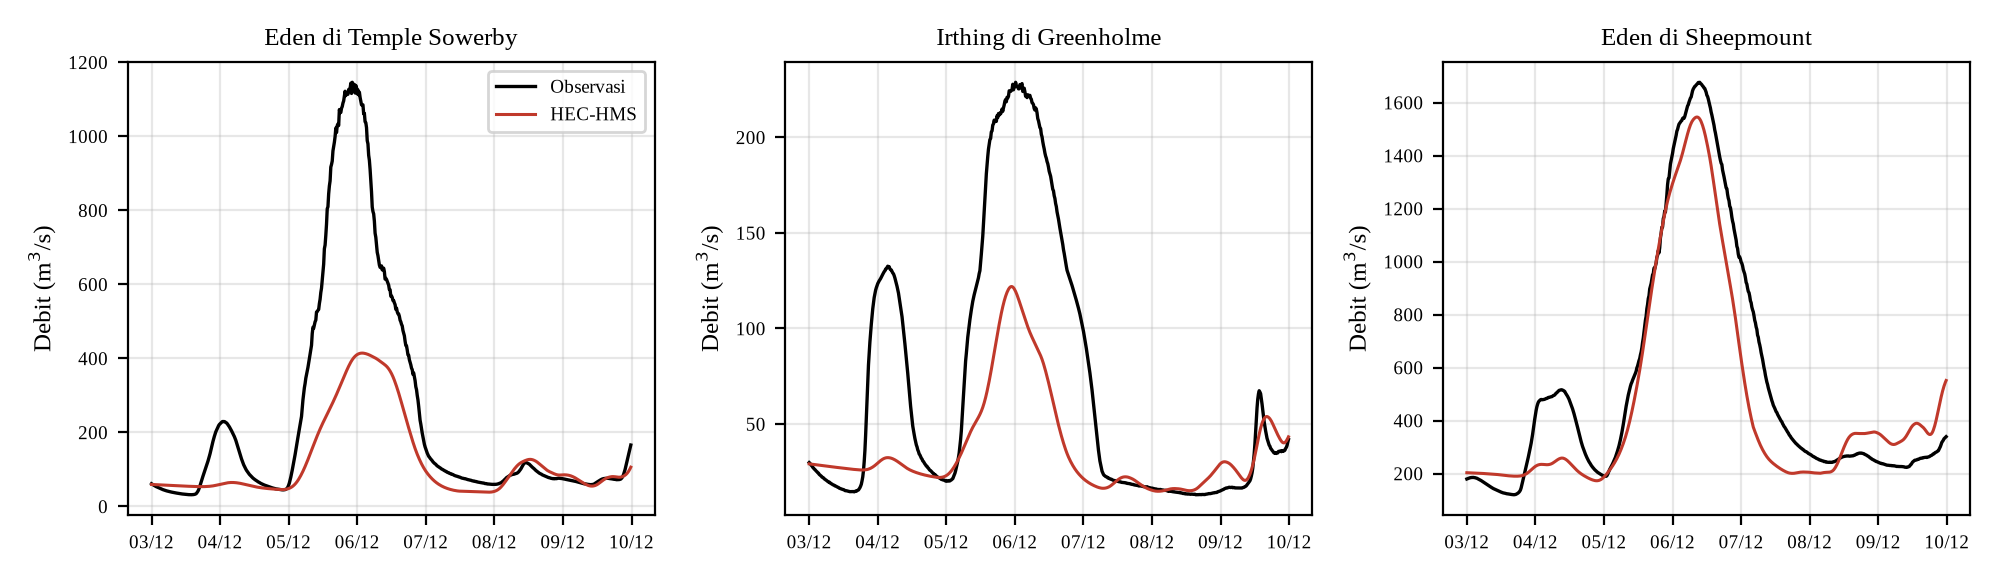 Eden di Temple Sowerby
Debit (m³/s)
1200
1000
800
600
400
200
0
Observasi
HEC-HMS
03/12 04/12 05/12 06/12 07/12 08/12 09/12 10/12
Irthing di Greenholme
Debit (m³/s)
200
150
100
50
03/12 04/12 05/12 06/12 07/12 08/12 09/12 10/12
Eden di Sheepmount
Debit (m³/s)
1600
1400
1200
1000
800
600
400
200
03/12 04/12 05/12 06/12 07/12 08/12 09/12 10/12